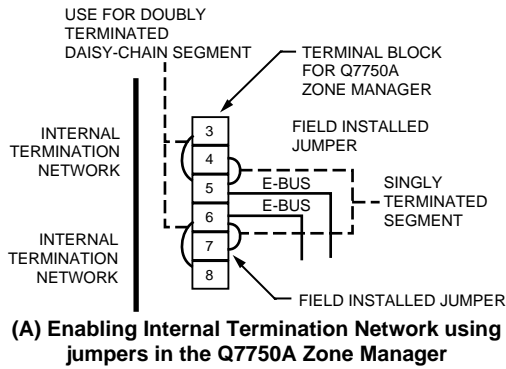 USE FOR DOUBLY
TERMINATED
DAISY-CHAIN SEGMENT
TERMINAL BLOCK
FOR Q7750A
ZONE MANAGER
INTERNAL
TERMINATION
NETWORK
3
4
5
6
7
8
FIELD INSTALLED
JUMPER
E-BUS
E-BUS
SINGLY
TERMINATED
SEGMENT
INTERNAL
TERMINATION
NETWORK
FIELD INSTALLED JUMPER
(A) Enabling Internal Termination Network using
jumpers in the Q7750A Zone Manager